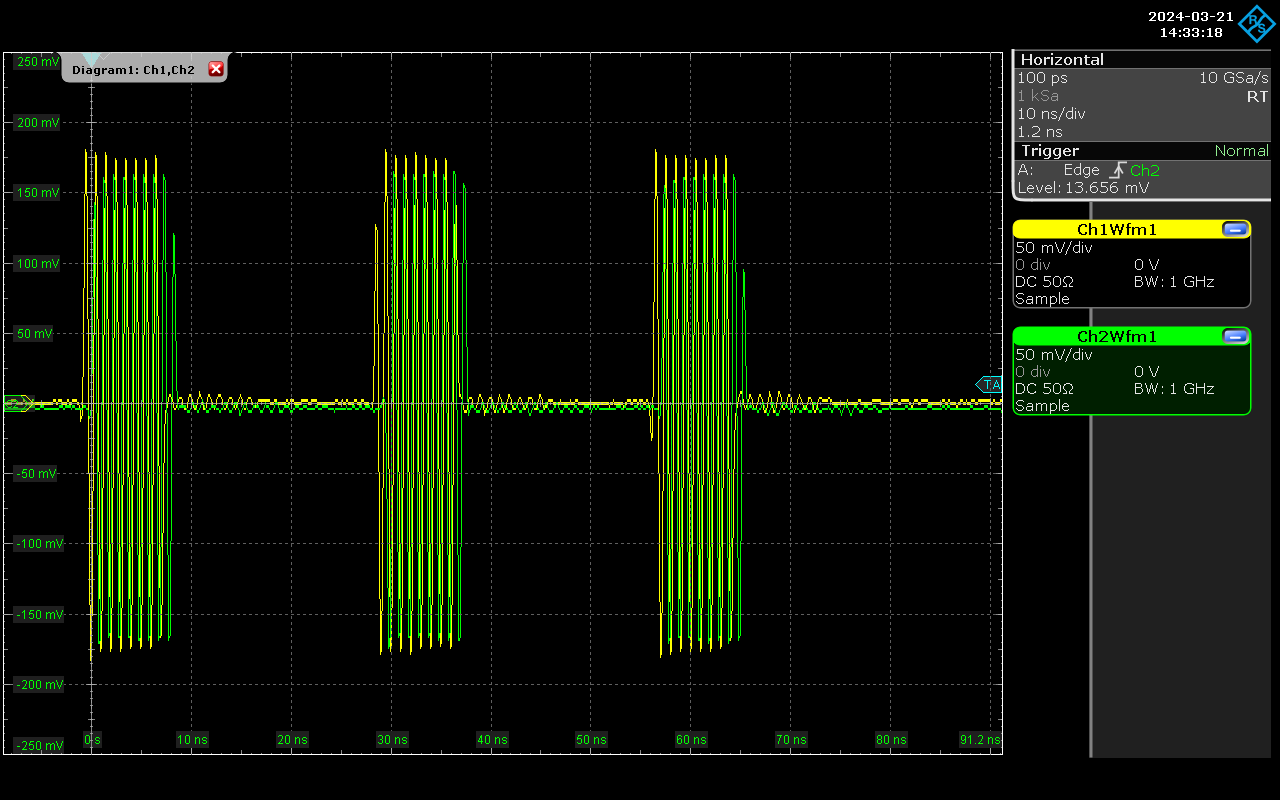 2024-03-21
14:33:18
RS
Diagram1: Ch1,Ch2
250 mV
200 mV
150 mV
100 mV
50 mV
-50 mV
-100 mV
-150 mV
-200 mV
-250 mV
0 s
10 ns
20 ns
30 ns
40 ns
50 ns
60 ns
70 ns
80 ns
91.2 ns
TA
Horizontal
100 ps 10 GSa/s
1 kSa RT
10 ns/div
1.2 ns
Trigger Normal
A: Edge Ch2
Level: 13.656 mV
Ch1Wfm1
50 mV/div
0 div 0 V
DC 50Ω BW: 1 GHz
Sample
Ch2Wfm1
50 mV/div
0 div 0 V
DC 50Ω BW: 1 GHz
Sample